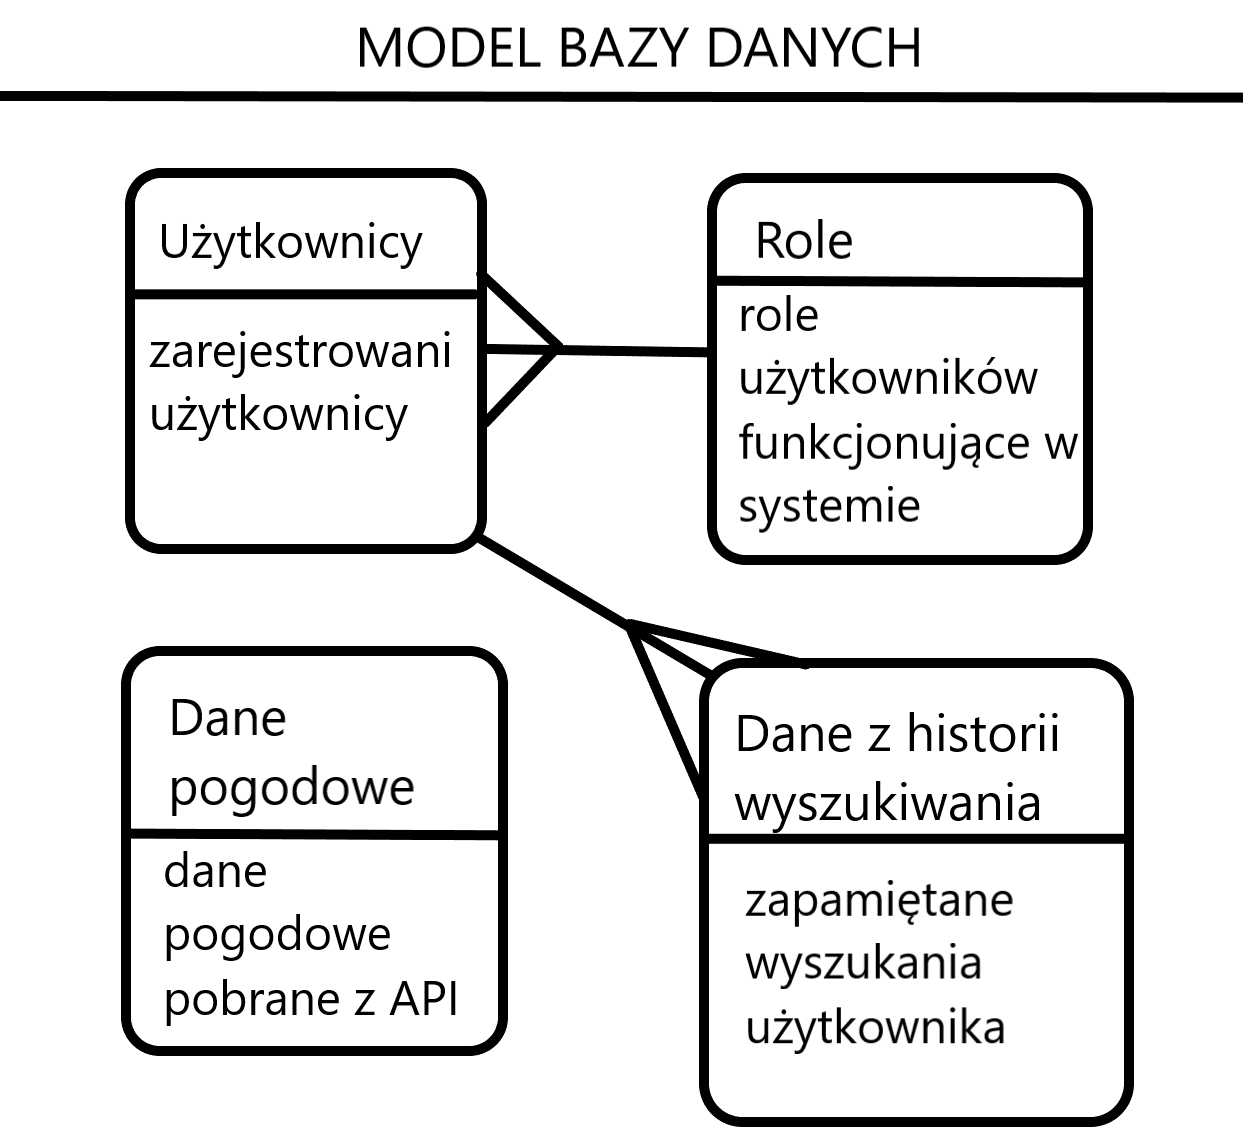 MODEL BAZY DANYCH
Użytkownicy
zarejestrowani
użytkownicy
Role
role
użytkowników
funkcjonujące w
systemie
Dane
pogodowe
dane
pogodowe
pobrane z API
Dane z historii
wyszukiwania
zapamiętane
wyszukania
użytkownika